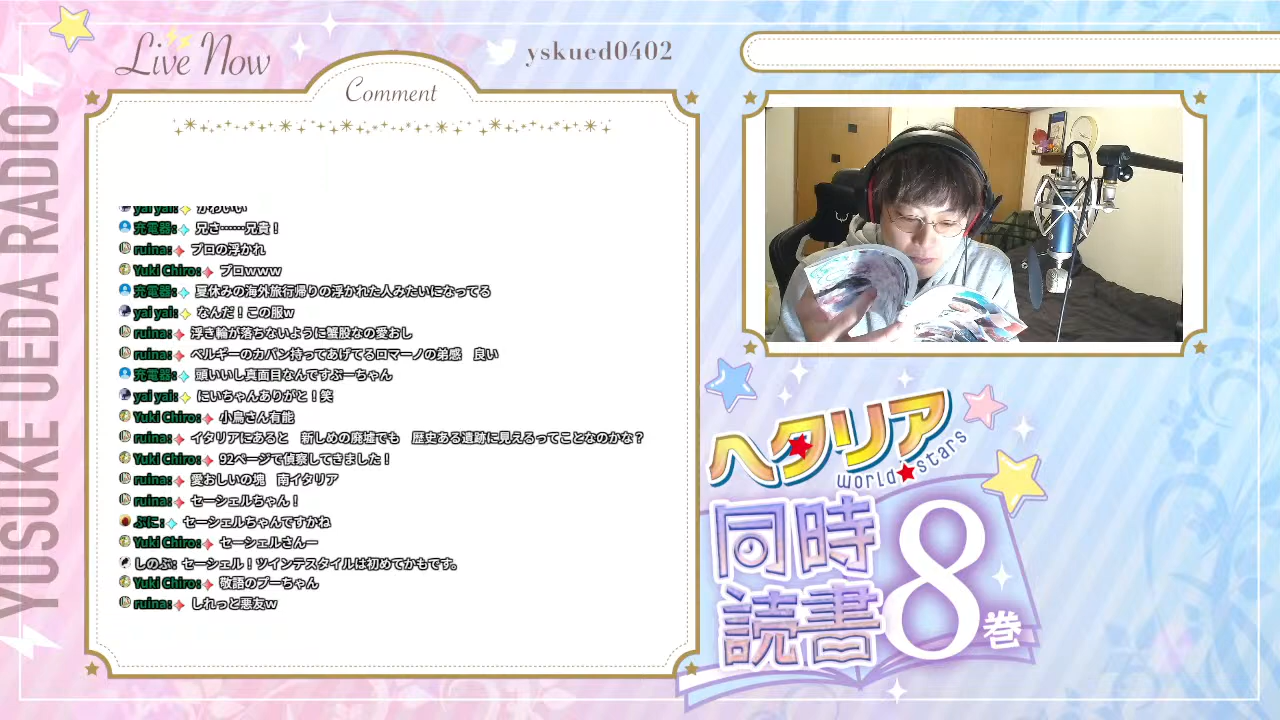 Live Now
yskued0402
Comment
YUSUKE UEDA RADIO
yai yai: かわいい
充電器: 兄さ……兄貴！
ruina: プロの浮かれ
Yuki Chiro: プロwww
充電器: 夏休みの海外旅行帰りの浮かれた人みたいになってる
yai yai: なんだ！この服w
ruina: 浮き輪が落ちないように蟹股なの愛おし
ruina: ベルギーのカバン持ってあげてるロマーノの弟感　良い
充電器: 頭いいし真面目なんですぷーちゃん
yai yai: にいちゃんありがと！笑
Yuki Chiro: 小鳥さん有能
ruina: イタリアにあると　新しめの廃墟でも　歴史ある遺跡に見えるってことなのかな？
Yuki Chiro: 92ページで偵察してきました！
ruina: 愛おしいの塊　南イタリア
ruina: セーシェルちゃん！
ぷに: セーシェルちゃんですかね
Yuki Chiro: セーシェルさんー
しのぶ: セーシェル！ツインテスタイルは初めてかもです。
Yuki Chiro: 敬語のプーちゃん
ruina: しれっと悪友w
ヘタリア
world★stars
同時
読書
8巻